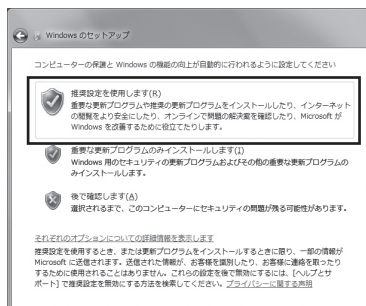 Windows のセットアップ
コンピューターの保護と Windows の機能の向上が自動的に行われるように設定してください
推奨設定を使用します(R)
重要な更新プログラムや推奨の更新プログラムをインストールしたり、インターネット
の閲覧をより安全にしたり、オンラインで問題の解決策を確認したり、Microsoft が
Windows を改善するために役立てたりします。
重要な更新プログラムのみインストールします(I)
Windows 用のセキュリティの更新プログラムおよびその他の重要な更新プログラムの
みインストールします。
後で確認します(A)
選択されるまで、このコンピューターにセキュリティの問題が残る可能性があります。
それぞれのオプションについての詳細情報を表示します
推奨設定を使用するとき、または更新プログラムをインストールするときに限り、一部の情報が
Microsoft に送信されます。送信された情報が、お客様を識別したり、お客様に連絡を取ったり
するために使用されることはありません。これらの設定を後で無効にするには、[ヘルプとサ
ポート] で推奨設定を無効にする方法を検索してください。プライバシーに関する声明